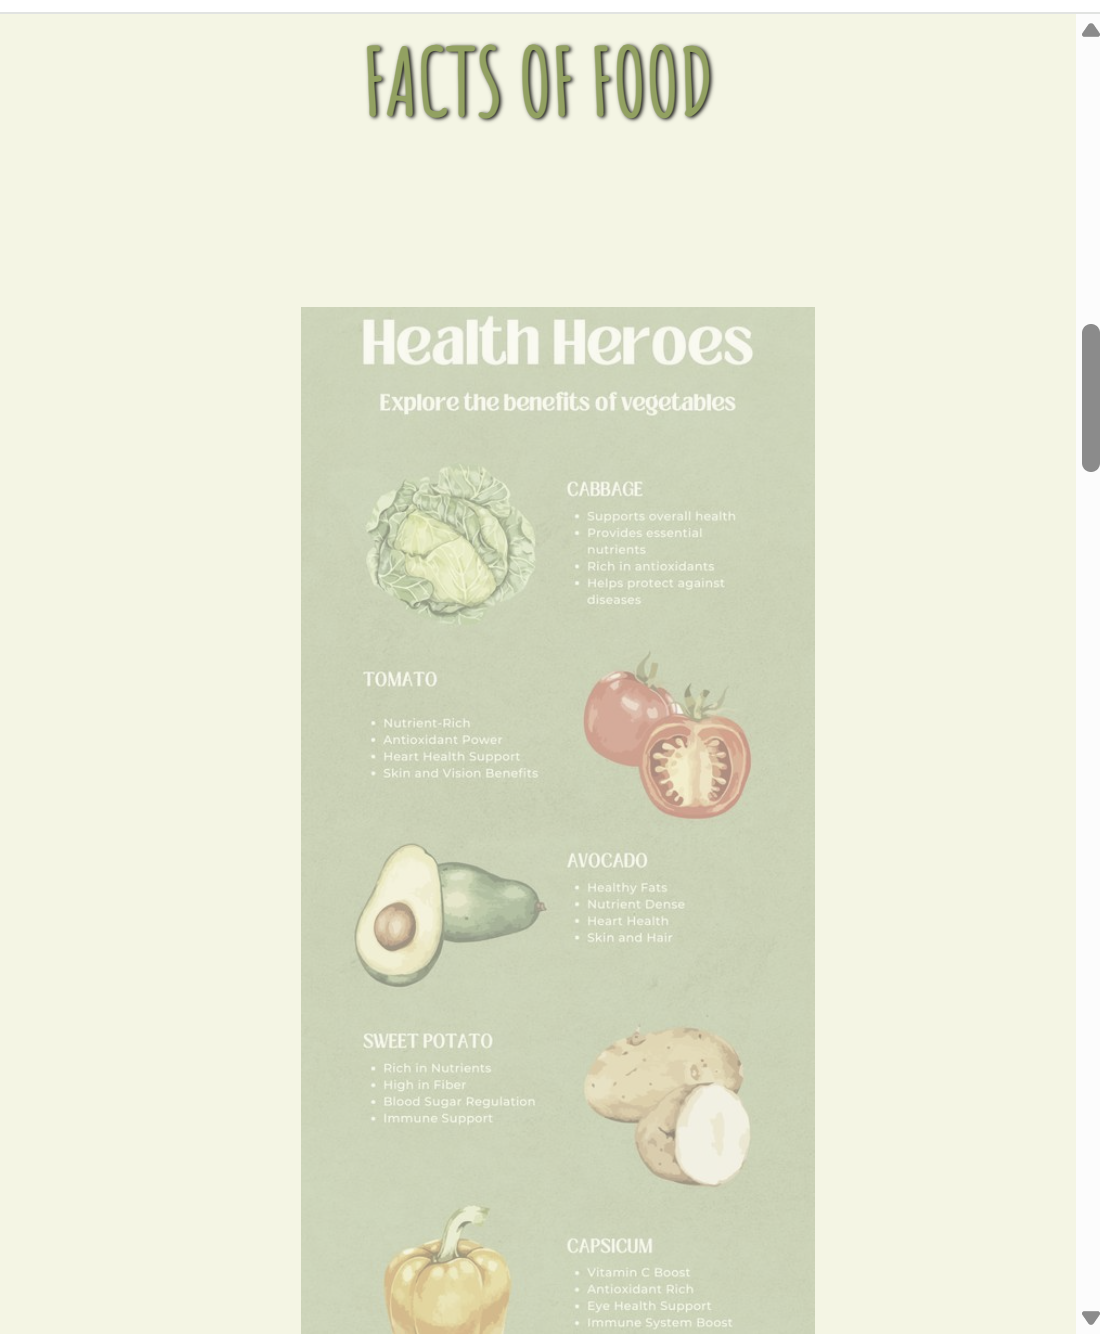 FACTS OF FOOD
Health Heroes
Explore the benefits of vegetables
CABBAGE
• Supports overall health
• Provides essential
nutrients
• Rich in antioxidants
• Helps protect against
diseases
TOMATO
• Nutrient-Rich
• Antioxidant Power
• Heart Health Support
• Skin and Vision Benefits
AVOCADO
• Healthy Fats
• Nutrient Dense
• Heart Health
• Skin and Hair
SWEET POTATO
• Rich in Nutrients
• High in Fiber
• Blood Sugar Regulation
• Immune Support
CAPSICUM
• Vitamin C Boost
• Antioxidant Rich
• Eye Health Support
• Immune System Boost